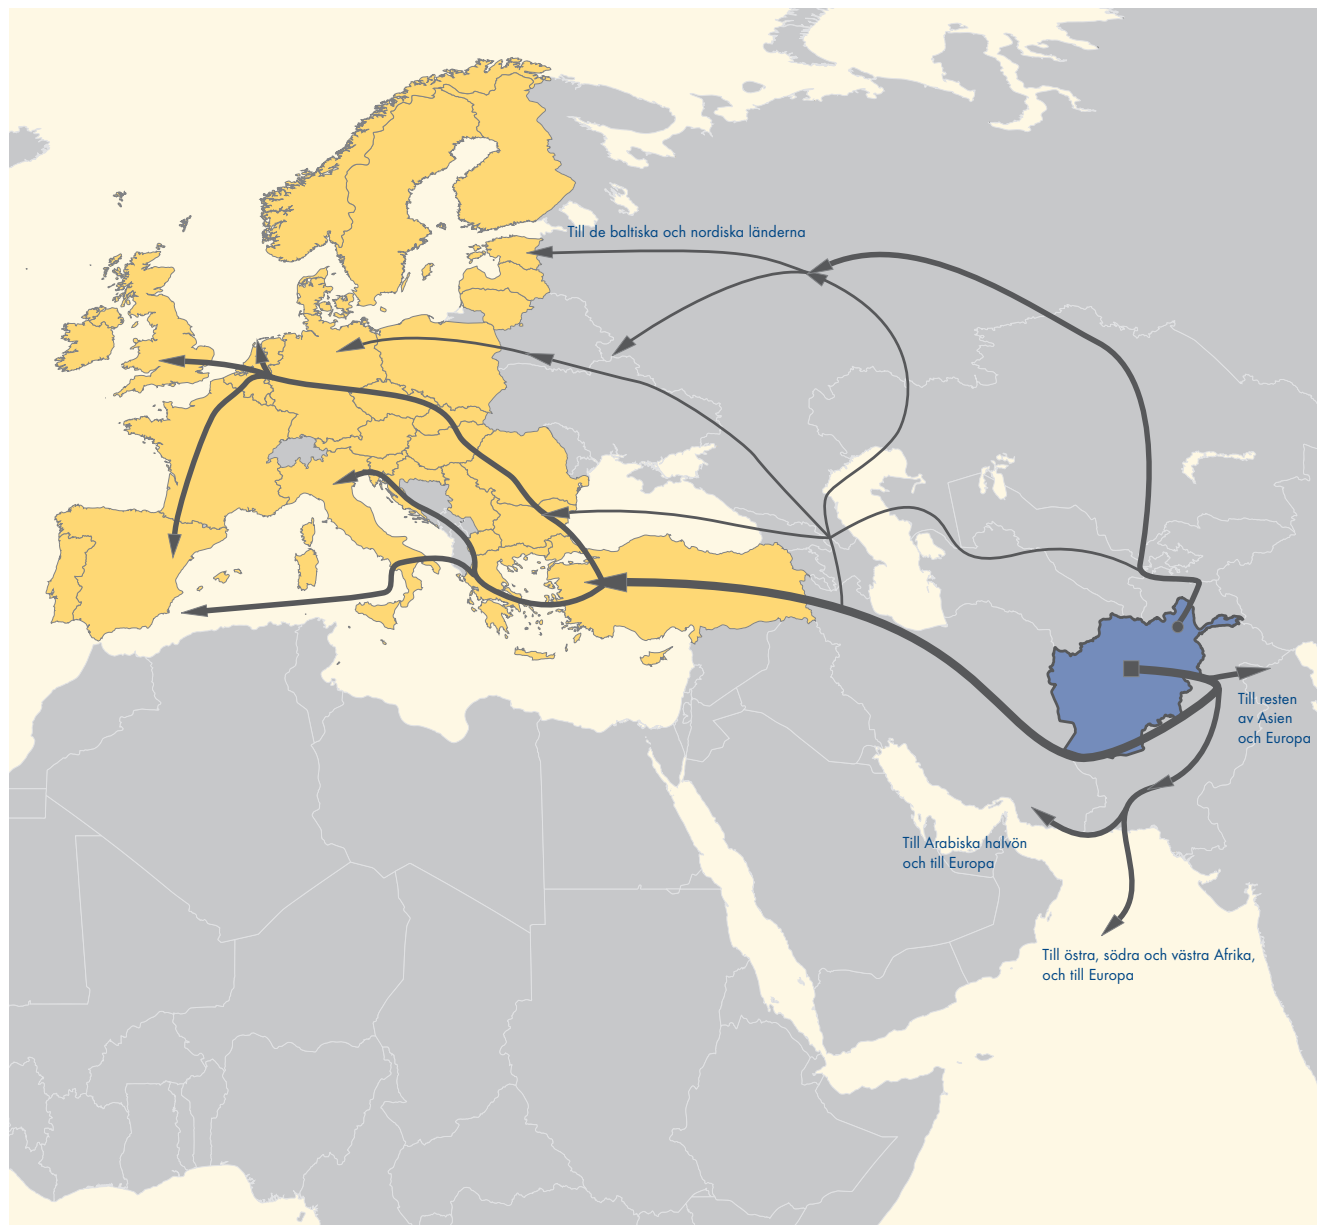 Till de baltiska och nordiska länderna
Till resten
av Asien
och Europa
Till Arabiska halvön
och till Europa
Till östra, södra och västra Afrika,
och till Europa